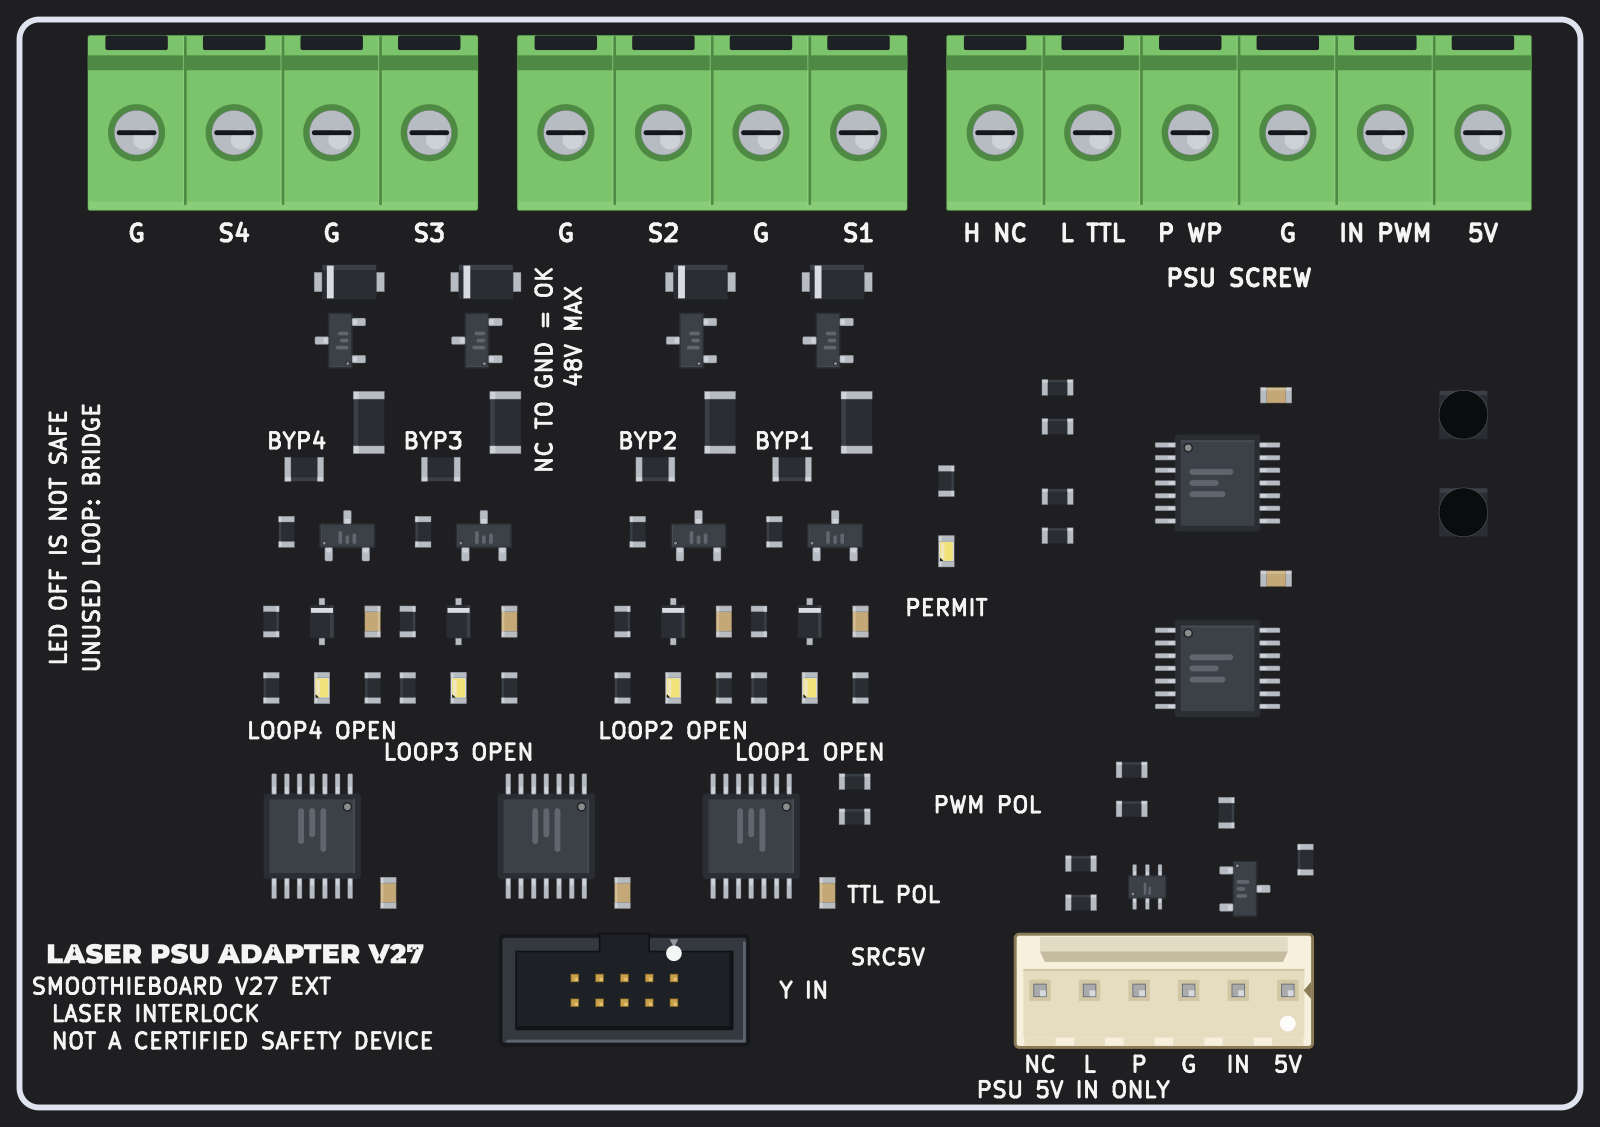 G S4 G S3 G S2 G S1 H NC L TTL P WP G IN PWM 5V
PSU SCREW
NC TO GND = OK
48V MAX
LED OFF IS NOT SAFE
UNUSED LOOP: BRIDGE
BYP4 BYP3 BYP2 BYP1
PERMIT
LOOP4 OPEN LOOP2 OPEN
LOOP3 OPEN LOOP1 OPEN
PWM POL
TTL POL
LASER PSU ADAPTER V27
SMOOTHIEBOARD V27 EXT
LASER INTERLOCK
NOT A CERTIFIED SAFETY DEVICE
SRC5V
Y IN
NC L P G IN 5V
PSU 5V IN ONLY